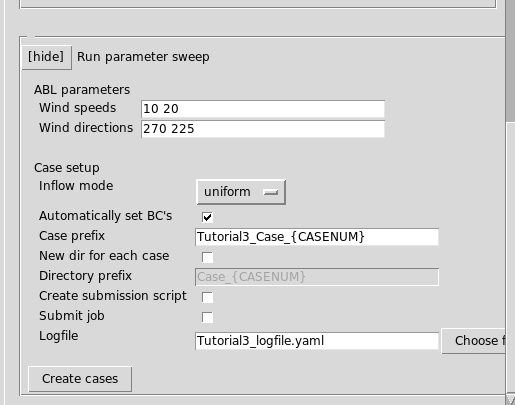 [hide] Run parameter sweep
ABL parameters
Wind speeds 10 20
Wind directions 270 225
Case setup
Inflow mode uniform
Automatically set BC's
Case prefix Tutorial3_Case_{CASENUM}
New dir for each case
Directory prefix Case_{CASENUM}
Create submission script
Submit job
Logfile Tutorial3_logfile.yaml Choose f
Create cases